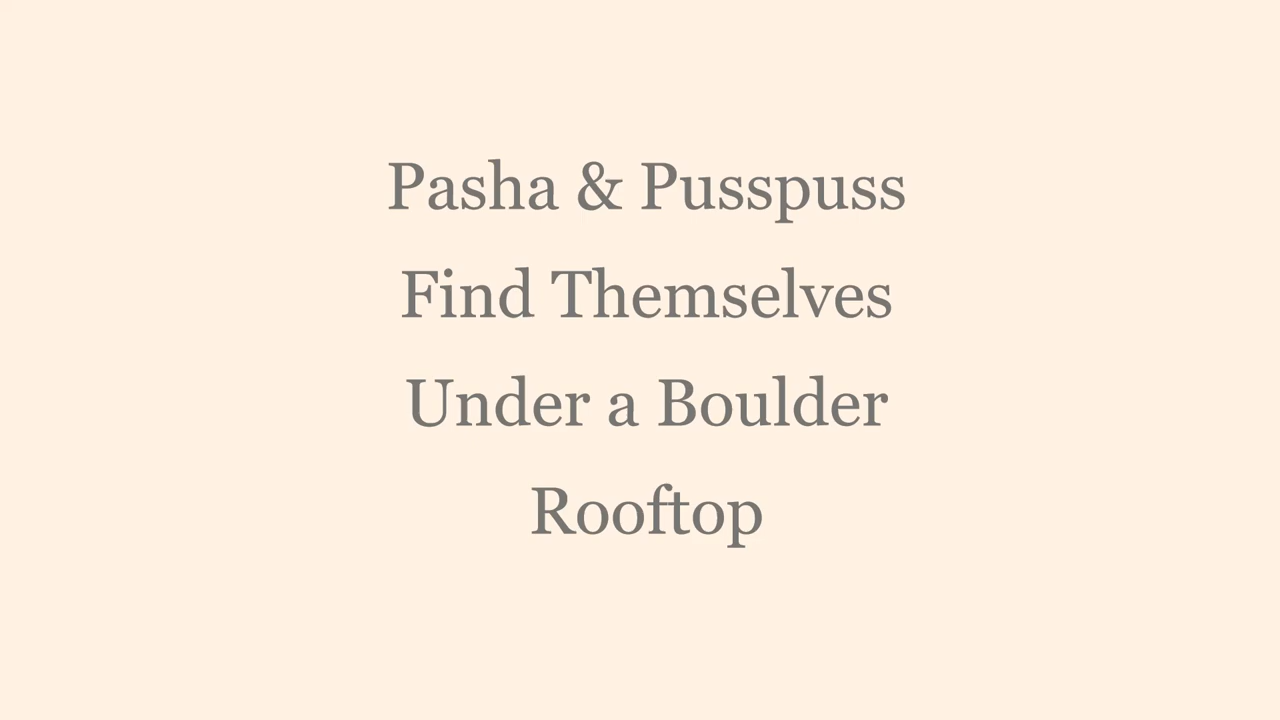 Pasha & Pusspuss
Find Themselves
Under a Boulder
Rooftop